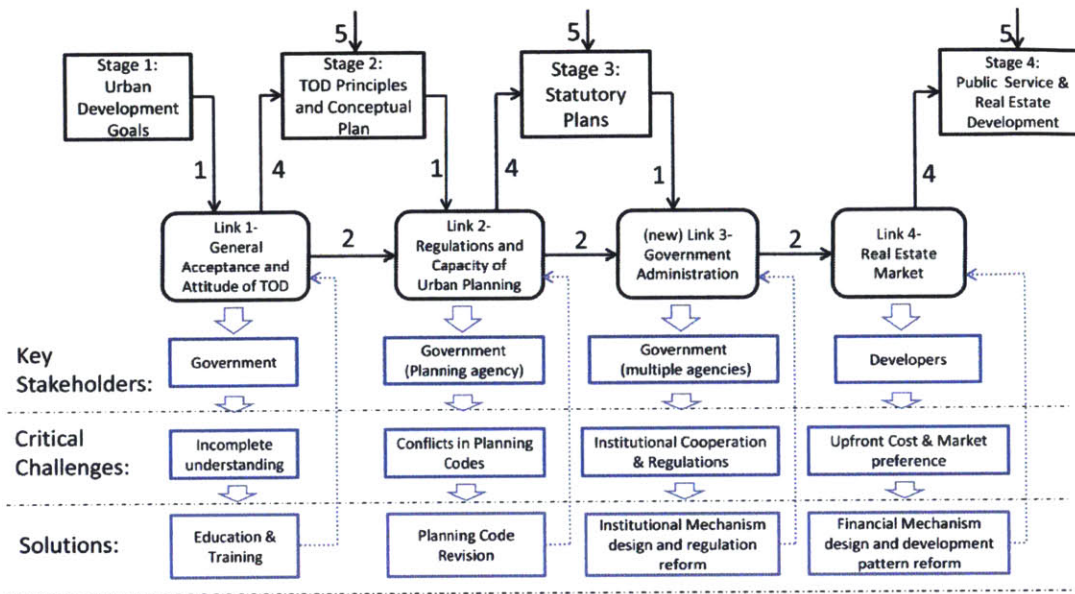 5
5
5
Stage 1:
Urban
Development
Goals
Stage 2:
TOD Principles
and Conceptual
Plan
Stage 3:
Statutory
Plans
Stage 4:
Public Service &
Real Estate
Development
1
4
1
4
1
4
Link 1-
General
Acceptance and
Attitude of TOD
2
Link 2-
Regulations and
Capacity of
Urban Planning
2
(new) Link 3-
Government
Administration
2
Link 4-
Real Estate
Market
Key
Stakeholders:
Government
Government
(Planning agency)
Government
(multiple agencies)
Developers
Critical
Challenges:
Incomplete
understanding
Conflicts in Planning
Codes
Institutional Cooperation
& Regulations
Upfront Cost & Market
preference
Solutions:
Education &
Training
Planning Code
Revision
Institutional Mechanism
design and regulation
reform
Financial Mechanism
design and development
pattern reform